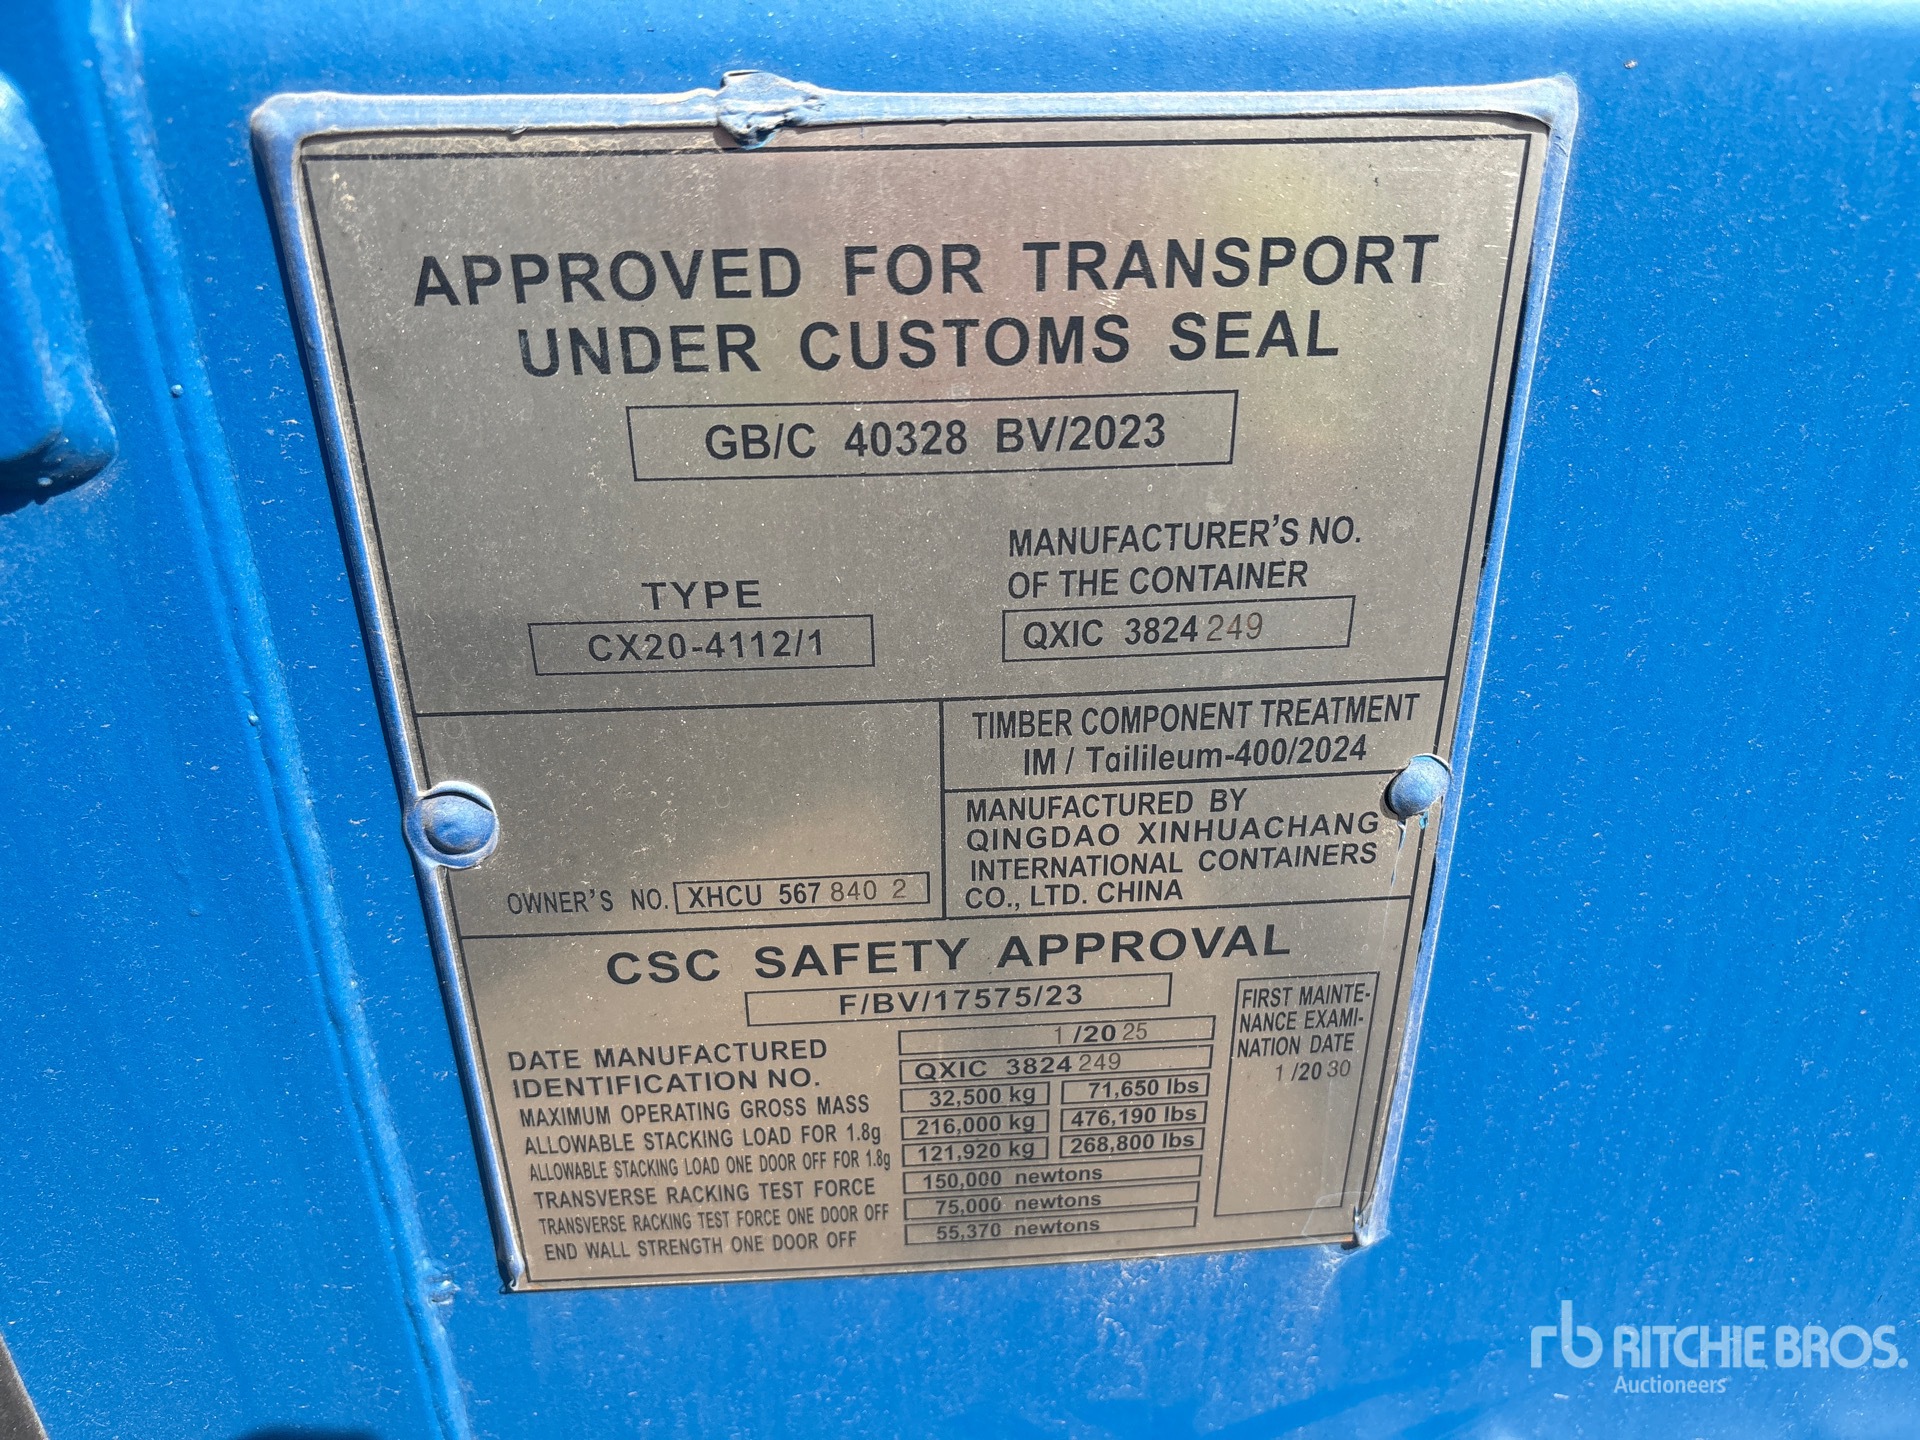 APPROVED FOR TRANSPORT
UNDER CUSTOMS SEAL
GB/C 40328 BV/2023
TYPE
CX20-4112/1
MANUFACTURER'S NO.
OF THE CONTAINER
QXIC 3824 249
TIMBER COMPONENT TREATMENT
IM / Tailileum-400/2024
MANUFACTURED BY
QINGDAO XINHUACHANG
INTERNATIONAL CONTAINERS
CO., LTD. CHINA
OWNER'S NO. XHCU 567 840 2
CSC SAFETY APPROVAL
F/BV/17575/23
DATE MANUFACTURED 1 /20 25
IDENTIFICATION NO. QXIC 3824 249
MAXIMUM OPERATING GROSS MASS 32,500 kg 71,650 lbs
ALLOWABLE STACKING LOAD FOR 1.8g 216,000 kg 476,190 lbs
ALLOWABLE STACKING LOAD ONE DOOR OFF FOR 1.8g 121,920 kg 268,800 lbs
TRANSVERSE RACKING TEST FORCE 150,000 newtons
TRANSVERSE RACKING TEST FORCE ONE DOOR OFF 75,000 newtons
END WALL STRENGTH ONE DOOR OFF 55,370 newtons
FIRST MAINTE-
NANCE EXAMI-
NATION DATE
1 /20 30
rb RITCHIE BROS.
Auctioneers